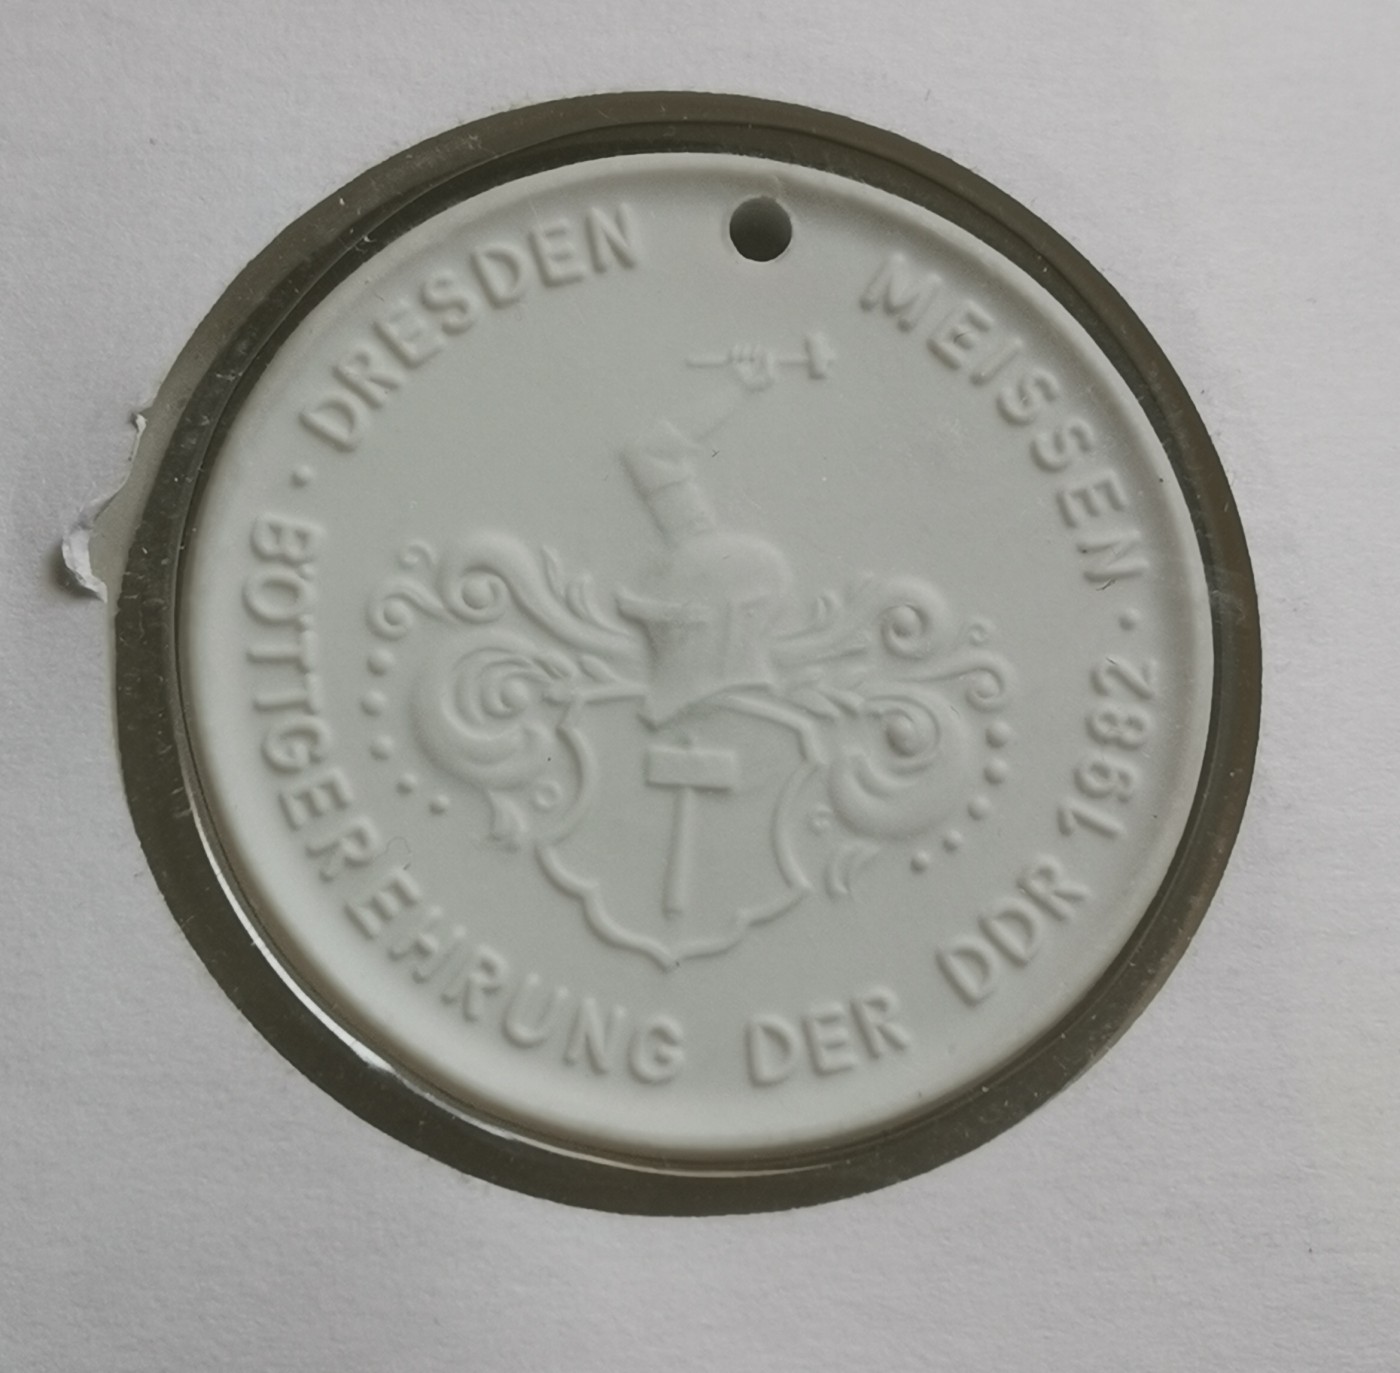 DRESDEN MEISSEN · 1982
· BÖTTGEREHRUNG DER DDR